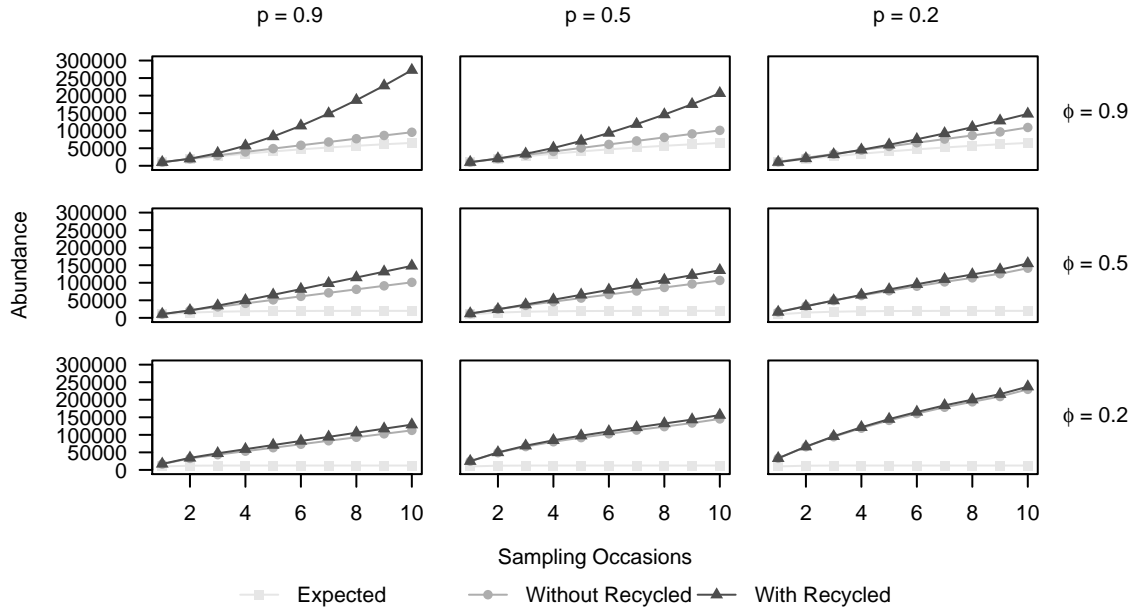 p = 0.9 p = 0.5 p = 0.2
300000
250000
200000
150000
100000
50000
0
ϕ = 0.9
300000
250000
200000
150000
100000
50000
0
ϕ = 0.5
300000
250000
200000
150000
100000
50000
0
ϕ = 0.2
Abundance
2 4 6 8 10 2 4 6 8 10 2 4 6 8 10
Sampling Occasions
Expected Without Recycled With Recycled